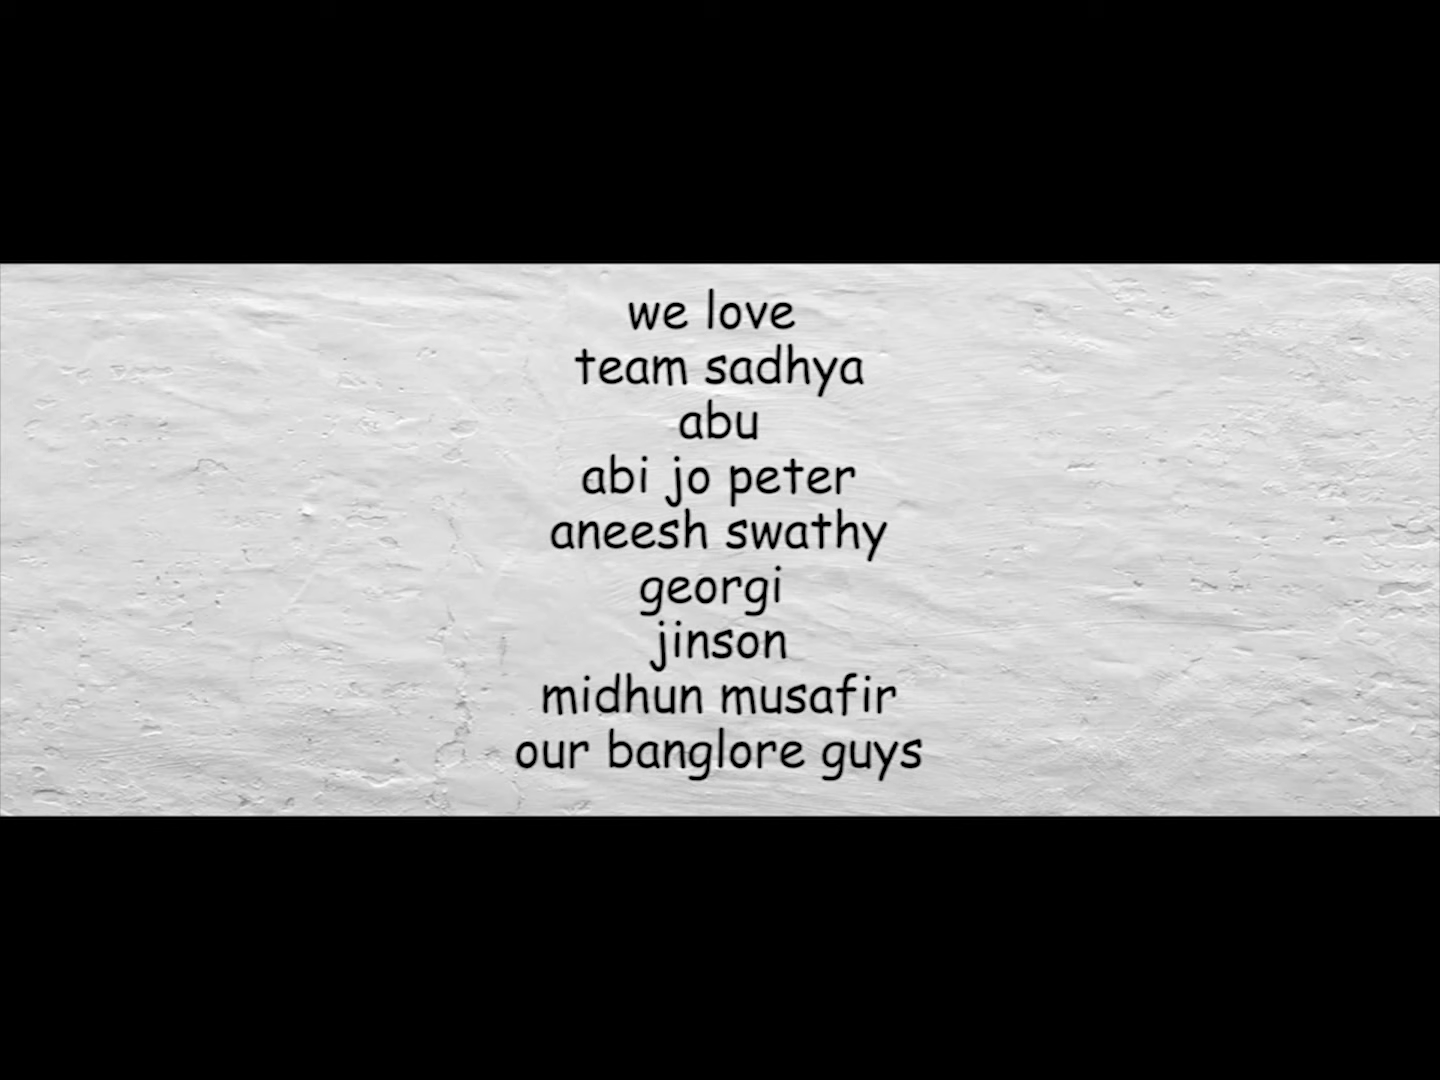 we love
team sadhya
abu
abi jo peter
aneesh swathy
georgi
jinson
midhun musafir
our banglore guys